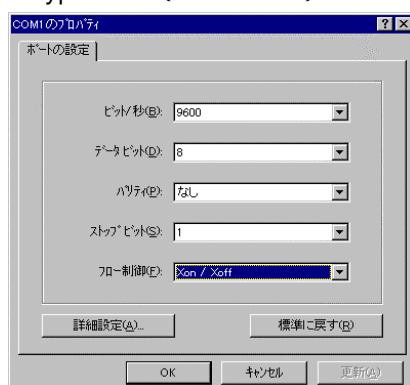 COM1のﾌﾟﾛﾊﾟﾃｨ
ﾎﾟｰﾄの設定
ﾋﾞｯﾄ/秒(B): 9600
ﾃﾞｰﾀ ﾋﾞｯﾄ(D): 8
ﾊﾟﾘﾃｨ(P): なし
ｽﾄｯﾌﾟ ﾋﾞｯﾄ(S): 1
ﾌﾛｰ制御(F): Xon / Xoff
詳細設定(A)... 標準に戻す(R)
OK ｷｬﾝｾﾙ 更新(A)